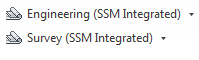 Engineering (SSM Integrated)
Survey (SSM Integrated)